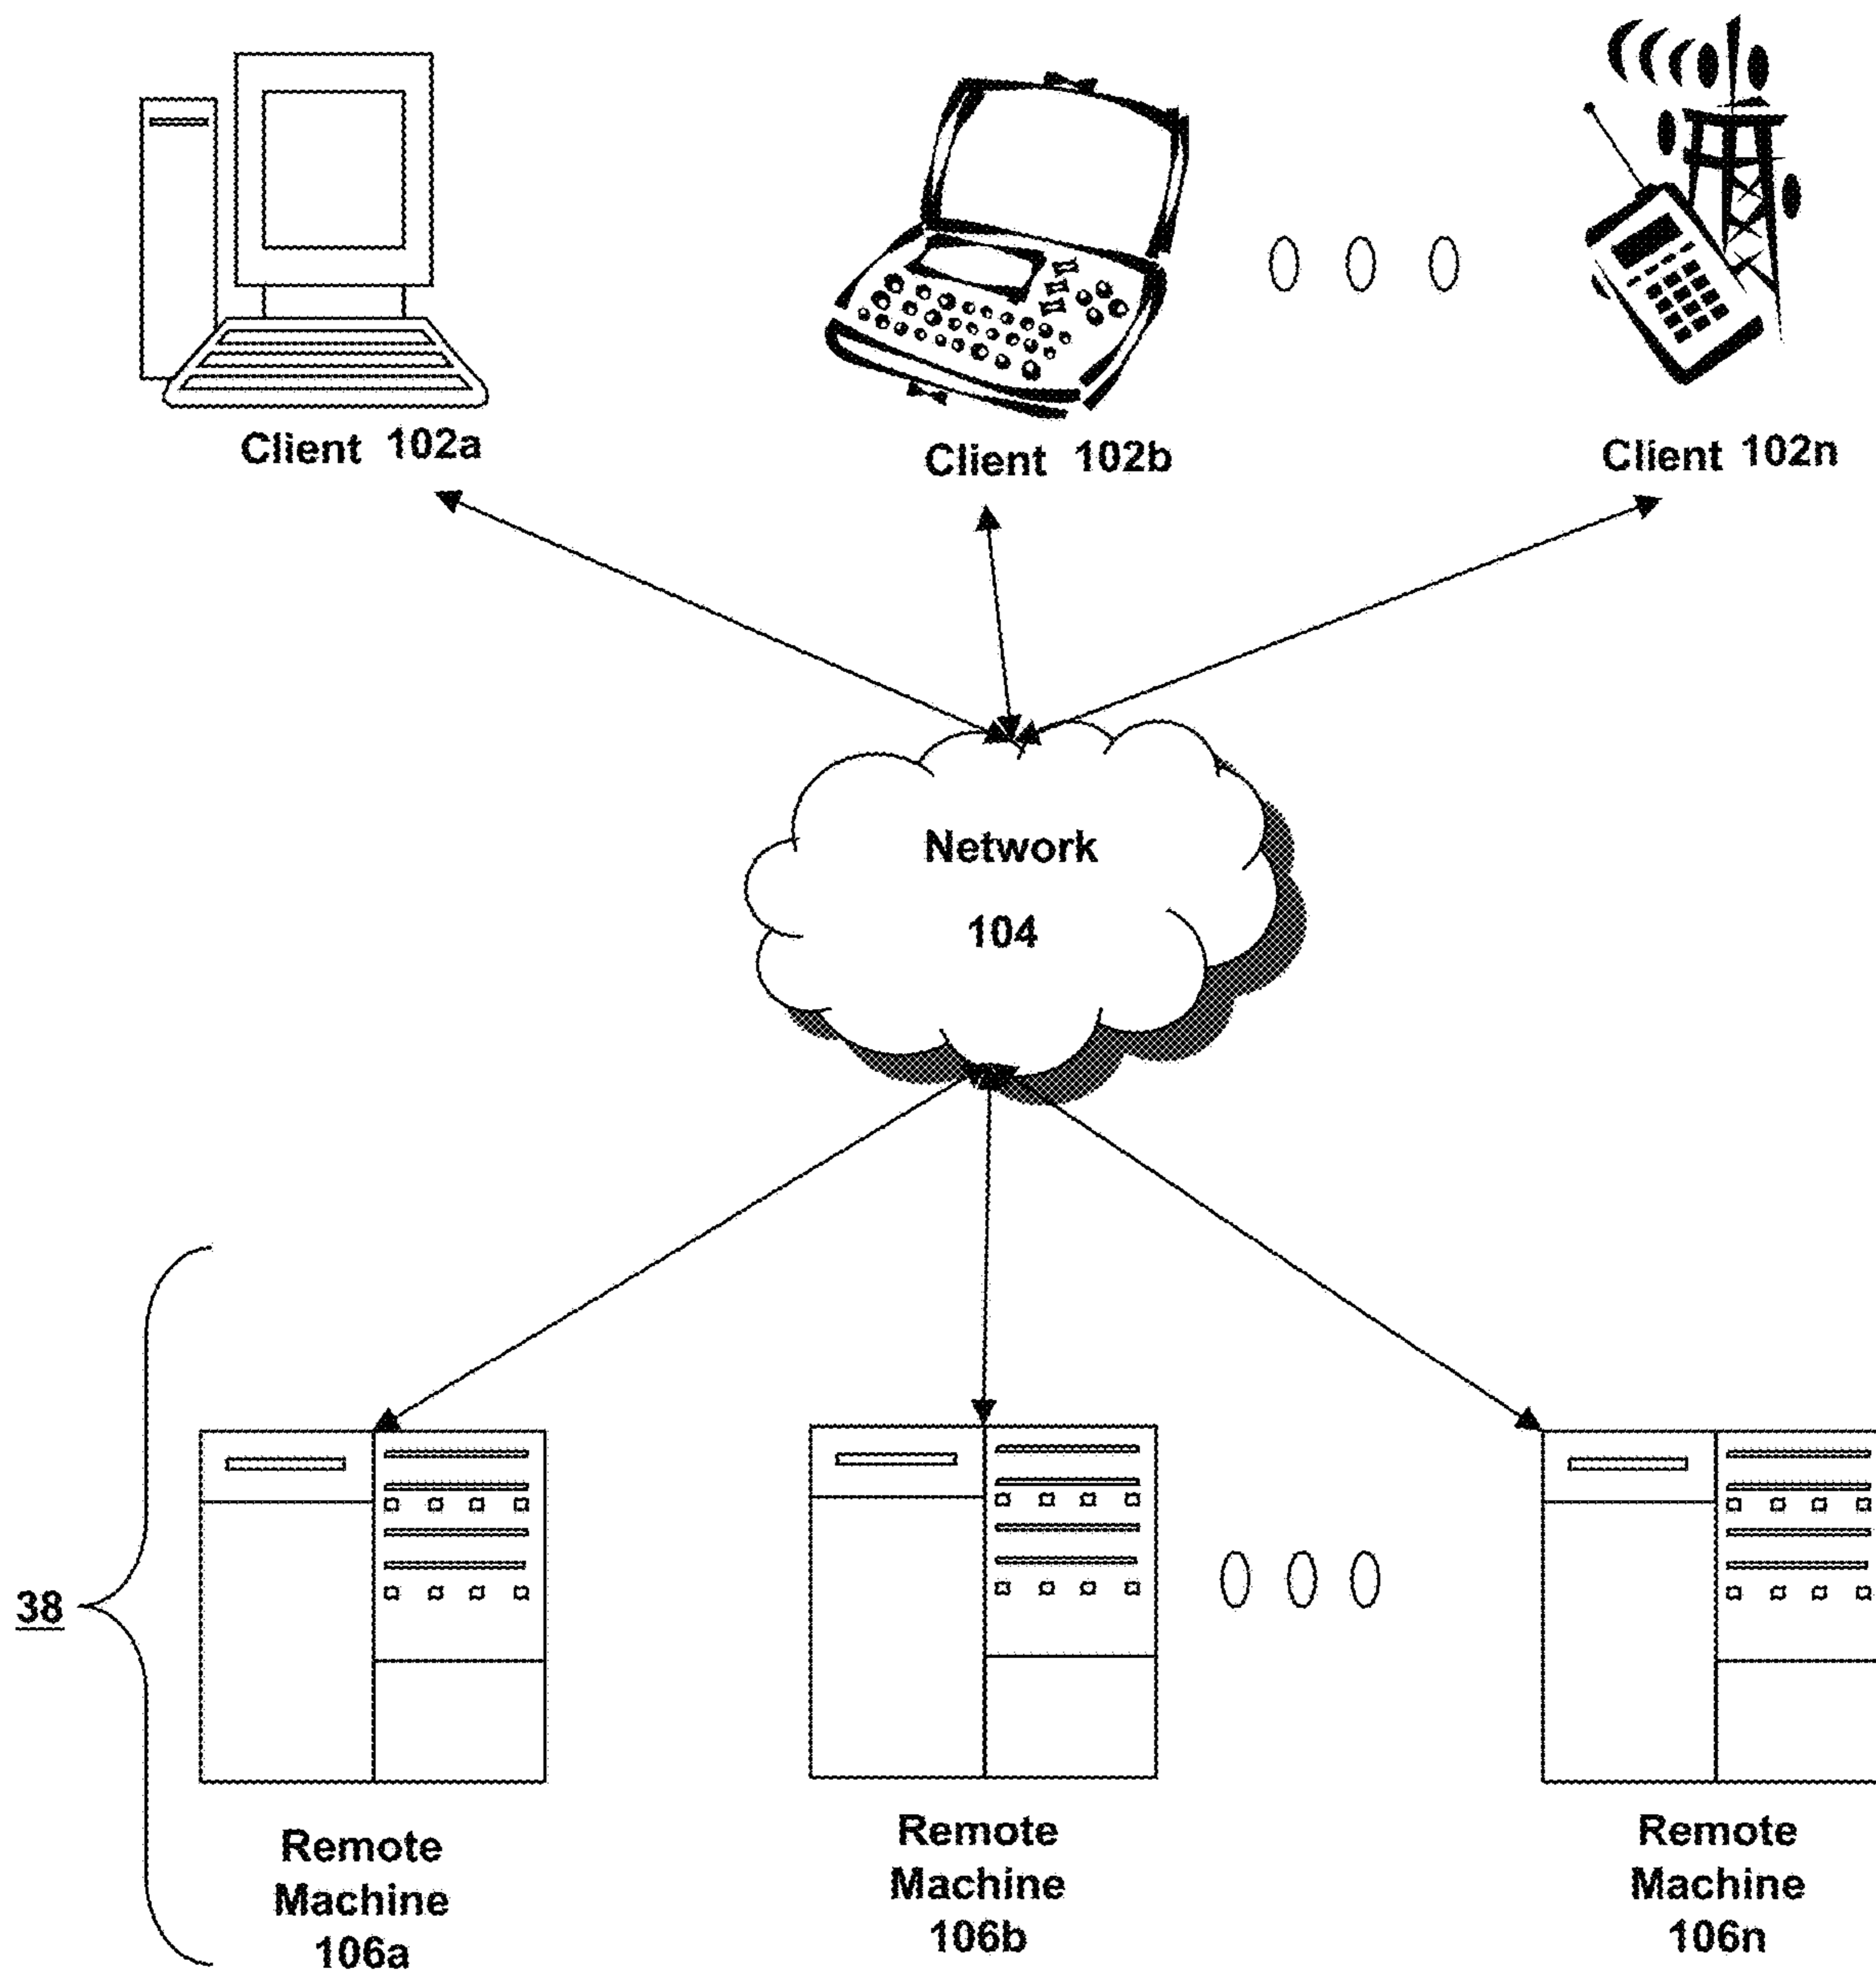 Client 102a
Client 102b
Client 102n
Network
104
38
Remote
Machine
106a
Remote
Machine
106b
Remote
Machine
106n